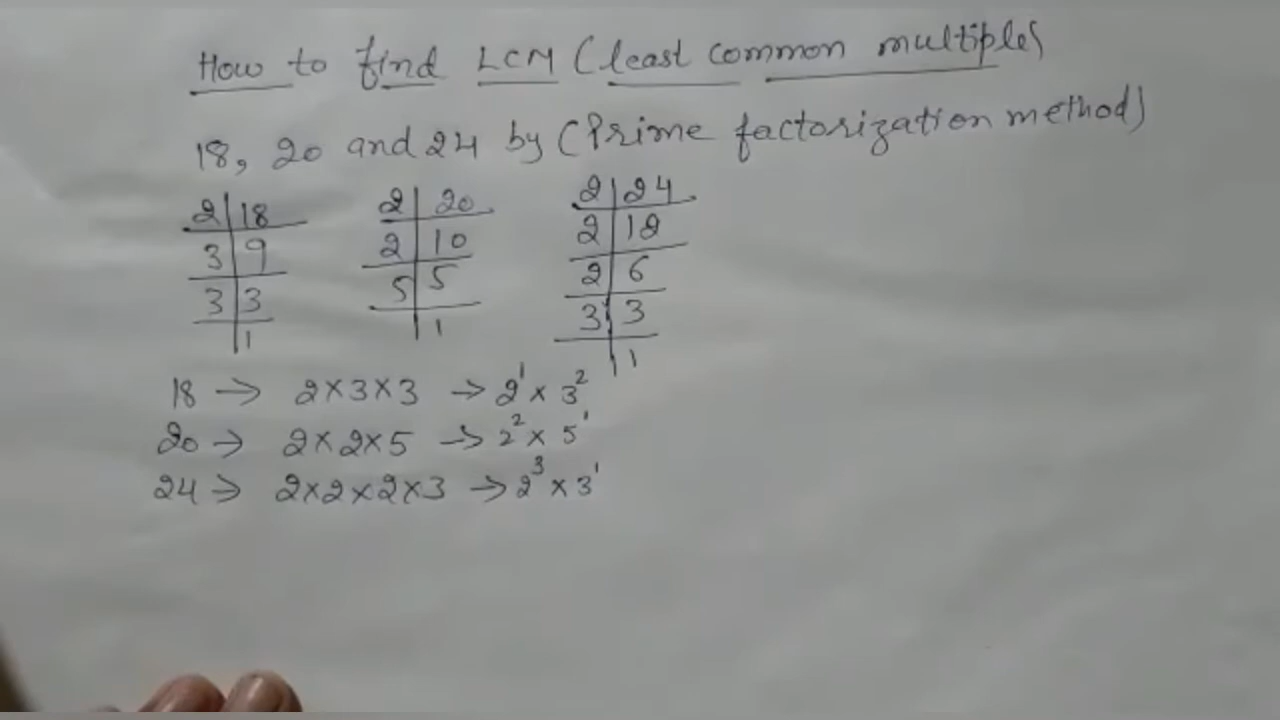 How to find LCM (least common multiples
18, 20 and 24 by (Prime factorization method)
2 | 18 2 | 20 2 | 24
3 | 9 2 | 10 2 | 12
3 | 3 5 | 5 2 | 6
| 1 | 1 3 | 3
| 1
18 → 2×3×3 → 2¹ × 3²
20 → 2×2×5 → 2² × 5¹
24 → 2×2×2×3 → 2³ × 3¹